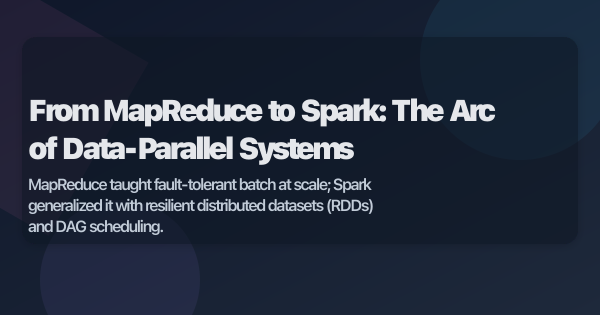 From MapReduce to Spark: The Arc
of Data-Parallel Systems
MapReduce taught fault-tolerant batch at scale; Spark
generalized it with resilient distributed datasets (RDDs)
and DAG scheduling.